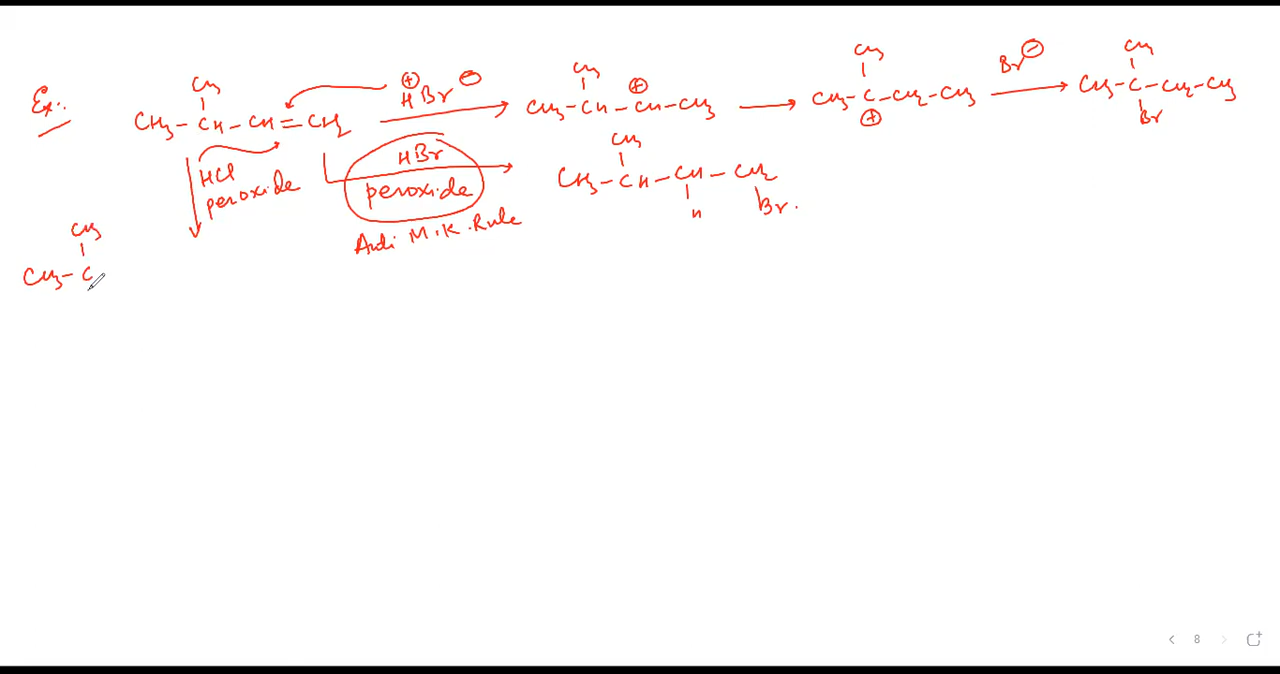 Ex:.
CH3 CH3 CH3 CH3
CH3 - CH - CH = CH2 H⊕ Br⊖ CH3 - CH - CH⊕ - CH3 CH3 - C⊕ - CH2 - CH3 Br⊖ CH3 - C - CH2 - CH3
Br
HCl
peroxide
HBr
peroxide
Anti M.K. Rule
CH3
CH3 - CH - CH - CH2
H Br.
CH3
CH3 - C
8